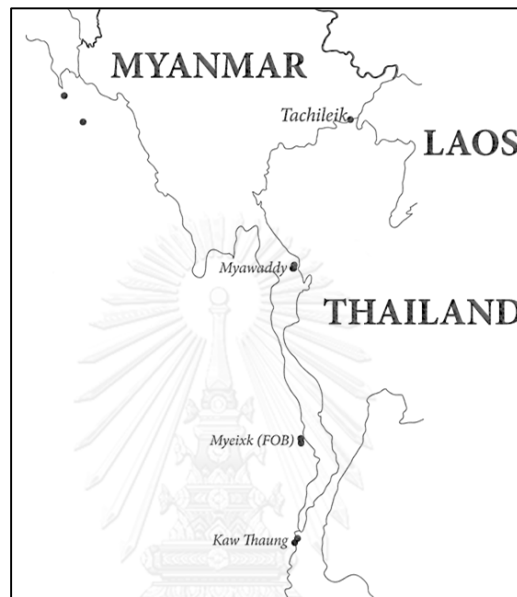 MYANMAR
Tachileik
LAOS
Myawaddy
THAILAND
Myeixk (FOB)
Kaw Thaung